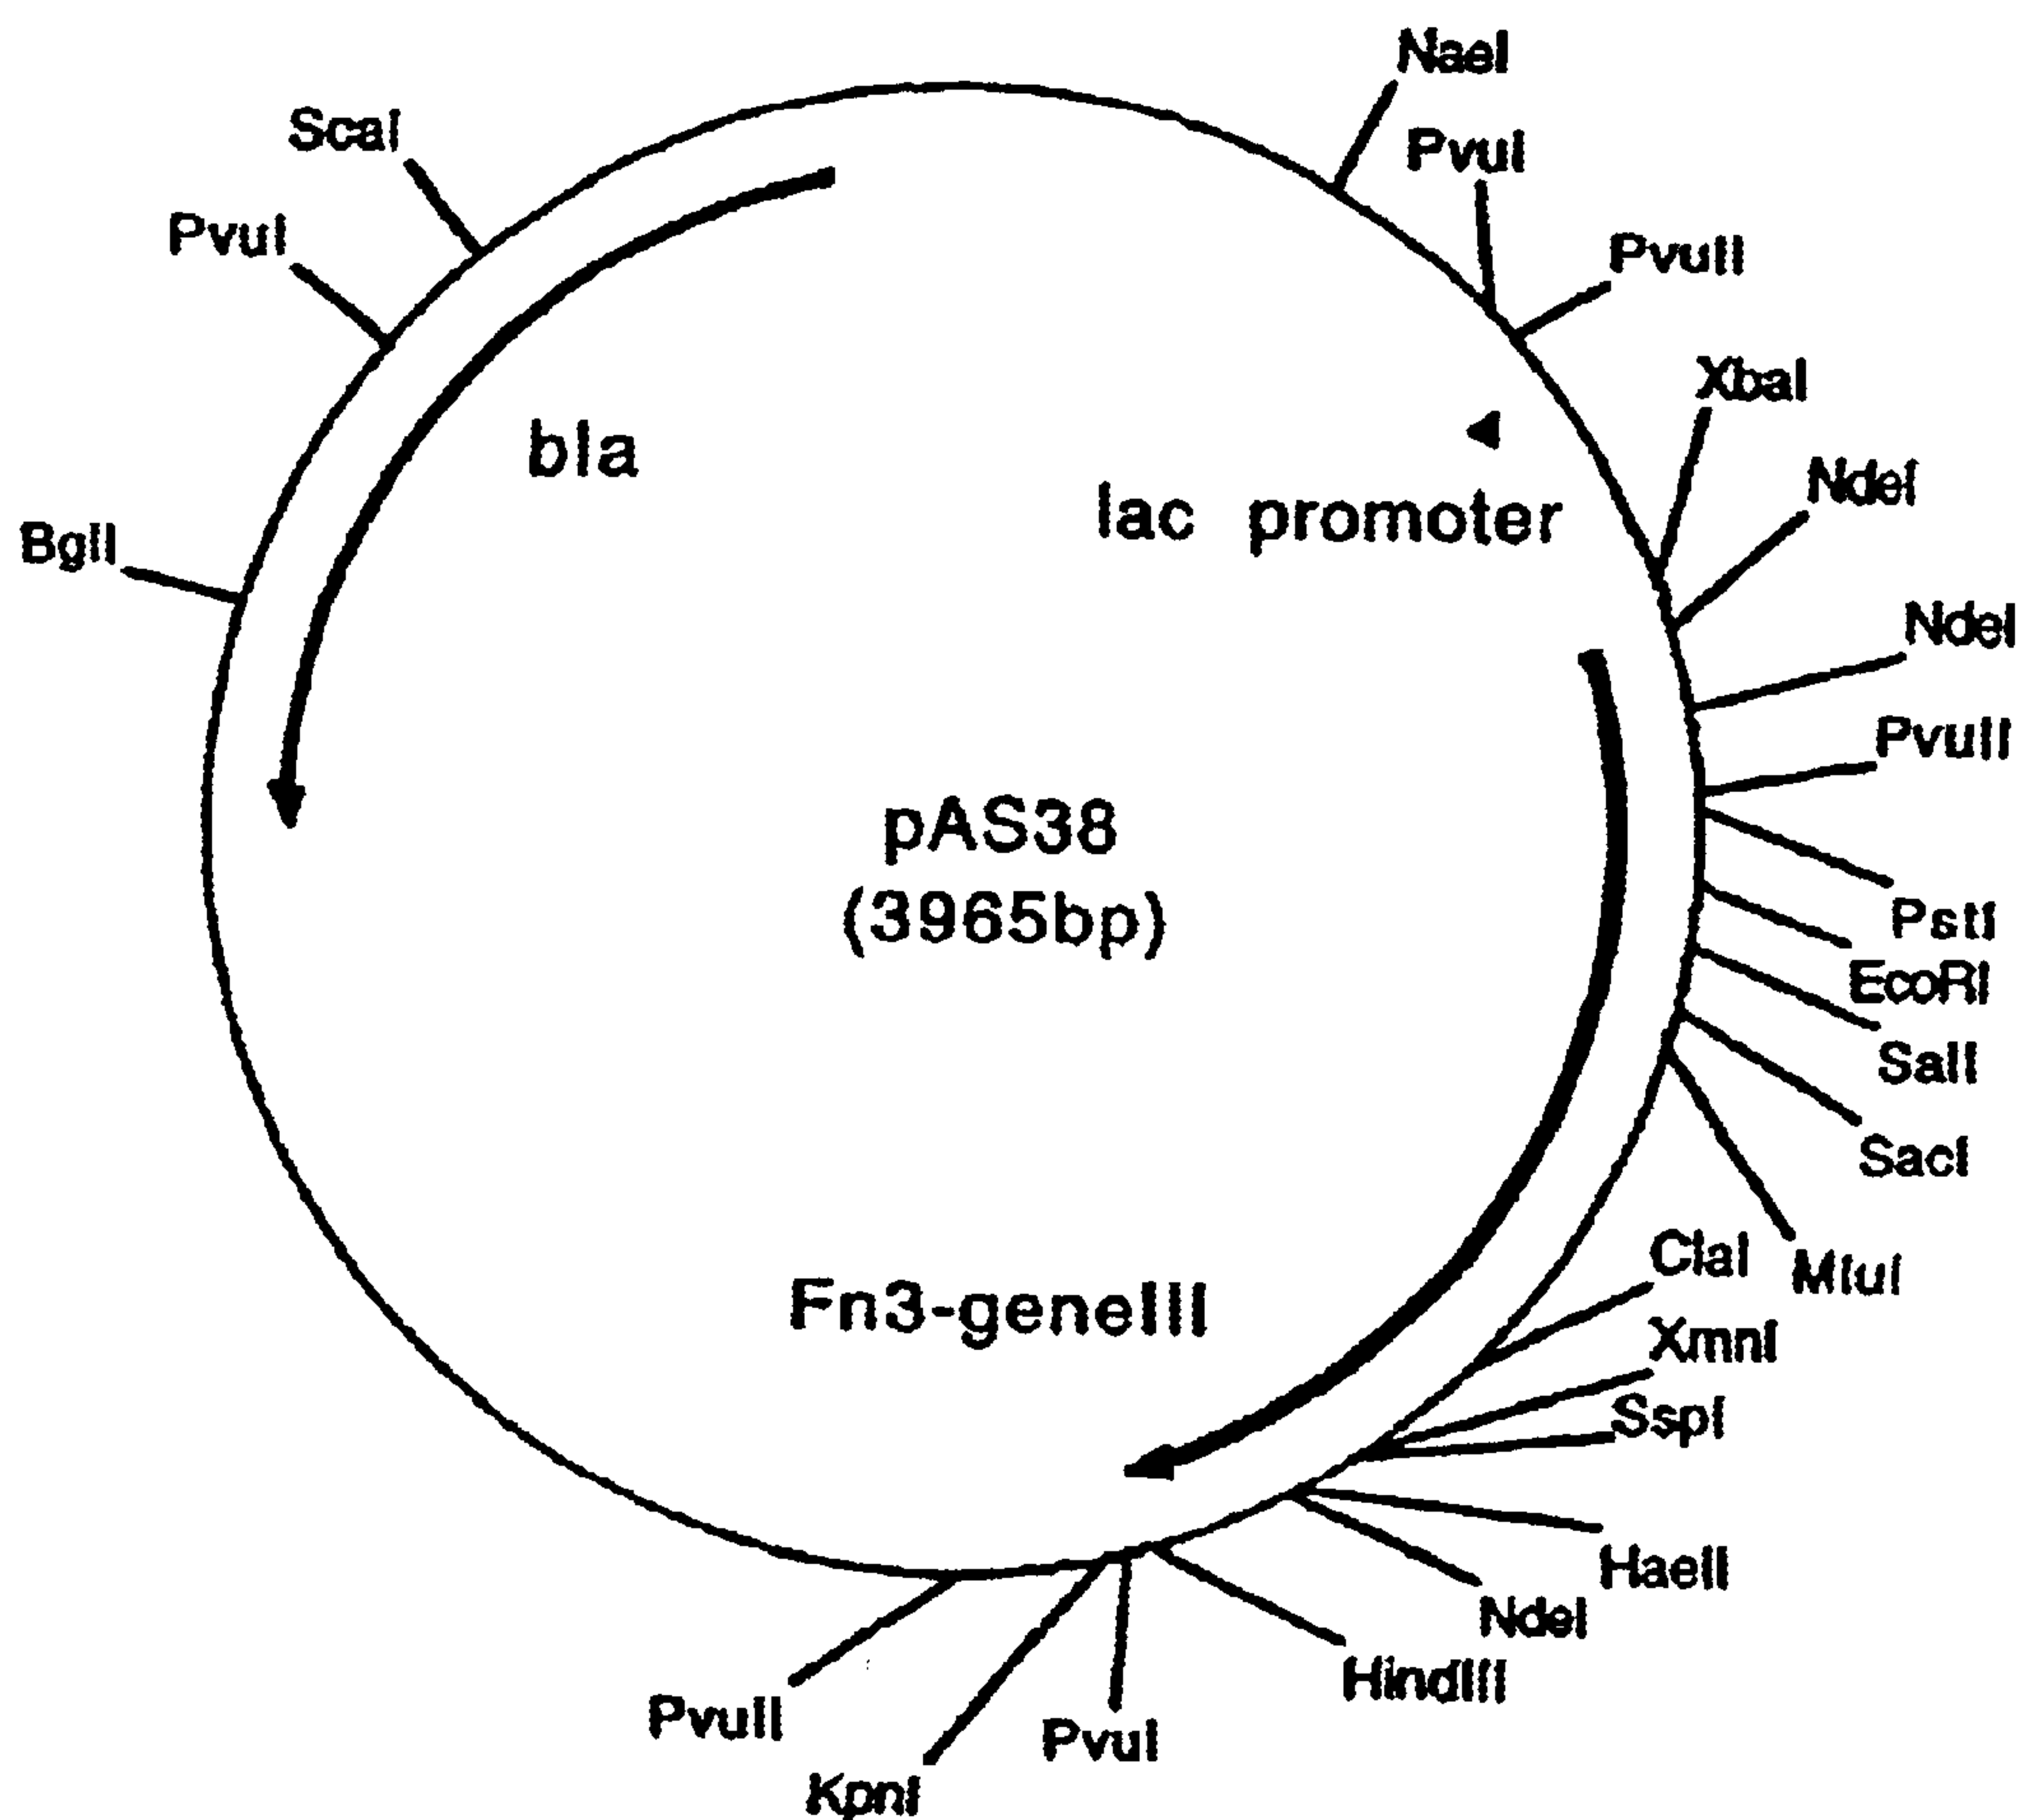 NaeI
ScaI
PvuI
PvuI
PvuII
XbaI
bla
NdeI
lac promoter
BglI
NdeI
PvuII
pAS38
(3965bp)
PstI
EcoRI
SalI
SacI
ClaI
MluI
Fn3-geneIII
XmnI
SspI
HaeII
NdeI
HindIII
PvuII
PvuI
KpnI